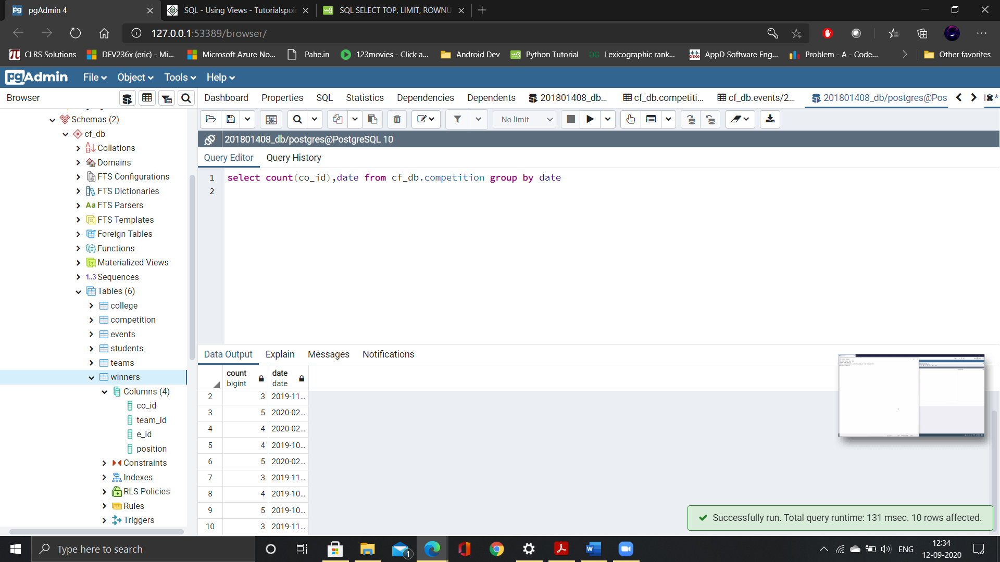 pgAdmin 4
SQL - Using Views - Tutorialspoi
SQL SELECT TOP, LIMIT, ROWNU
127.0.0.1:53389/browser/
CLRS Solutions
DEV236x (eric) - Mi...
Microsoft Azure No...
Pahe.in
123movies - Click a...
Android Dev
Python Tutorial
Lexicographic rank...
AppD Software Eng...
Problem - A - Code...
Other favorites
pgAdmin
File
Object
Tools
Help
Browser
Dashboard
Properties
SQL
Statistics
Dependencies
Dependents
201801408_db...
cf_db.competiti...
cf_db.events/2...
201801408_db/postgres@Pos
No limit
201801408_db/postgres@PostgreSQL 10
Query Editor
Query History
1 select count(co_id),date from cf_db.competition group by date
2
Schemas (2)
cf_db
Collations
Domains
FTS Configurations
FTS Dictionaries
Aa FTS Parsers
FTS Templates
Foreign Tables
Functions
Materialized Views
1..3 Sequences
Tables (6)
college
competition
events
students
teams
winners
Columns (4)
co_id
team_id
e_id
position
Constraints
Indexes
RLS Policies
Rules
Triggers
Data Output
Explain
Messages
Notifications
count date
bigint date
2 3 2019-11...
3 5 2020-02...
4 4 2020-02...
5 4 2019-10...
6 5 2020-02...
7 3 2019-11...
8 4 2019-10...
9 5 2019-10...
10 3 2019-11...
Successfully run. Total query runtime: 131 msec. 10 rows affected.
Type here to search
1
ENG
12:34
12-09-2020